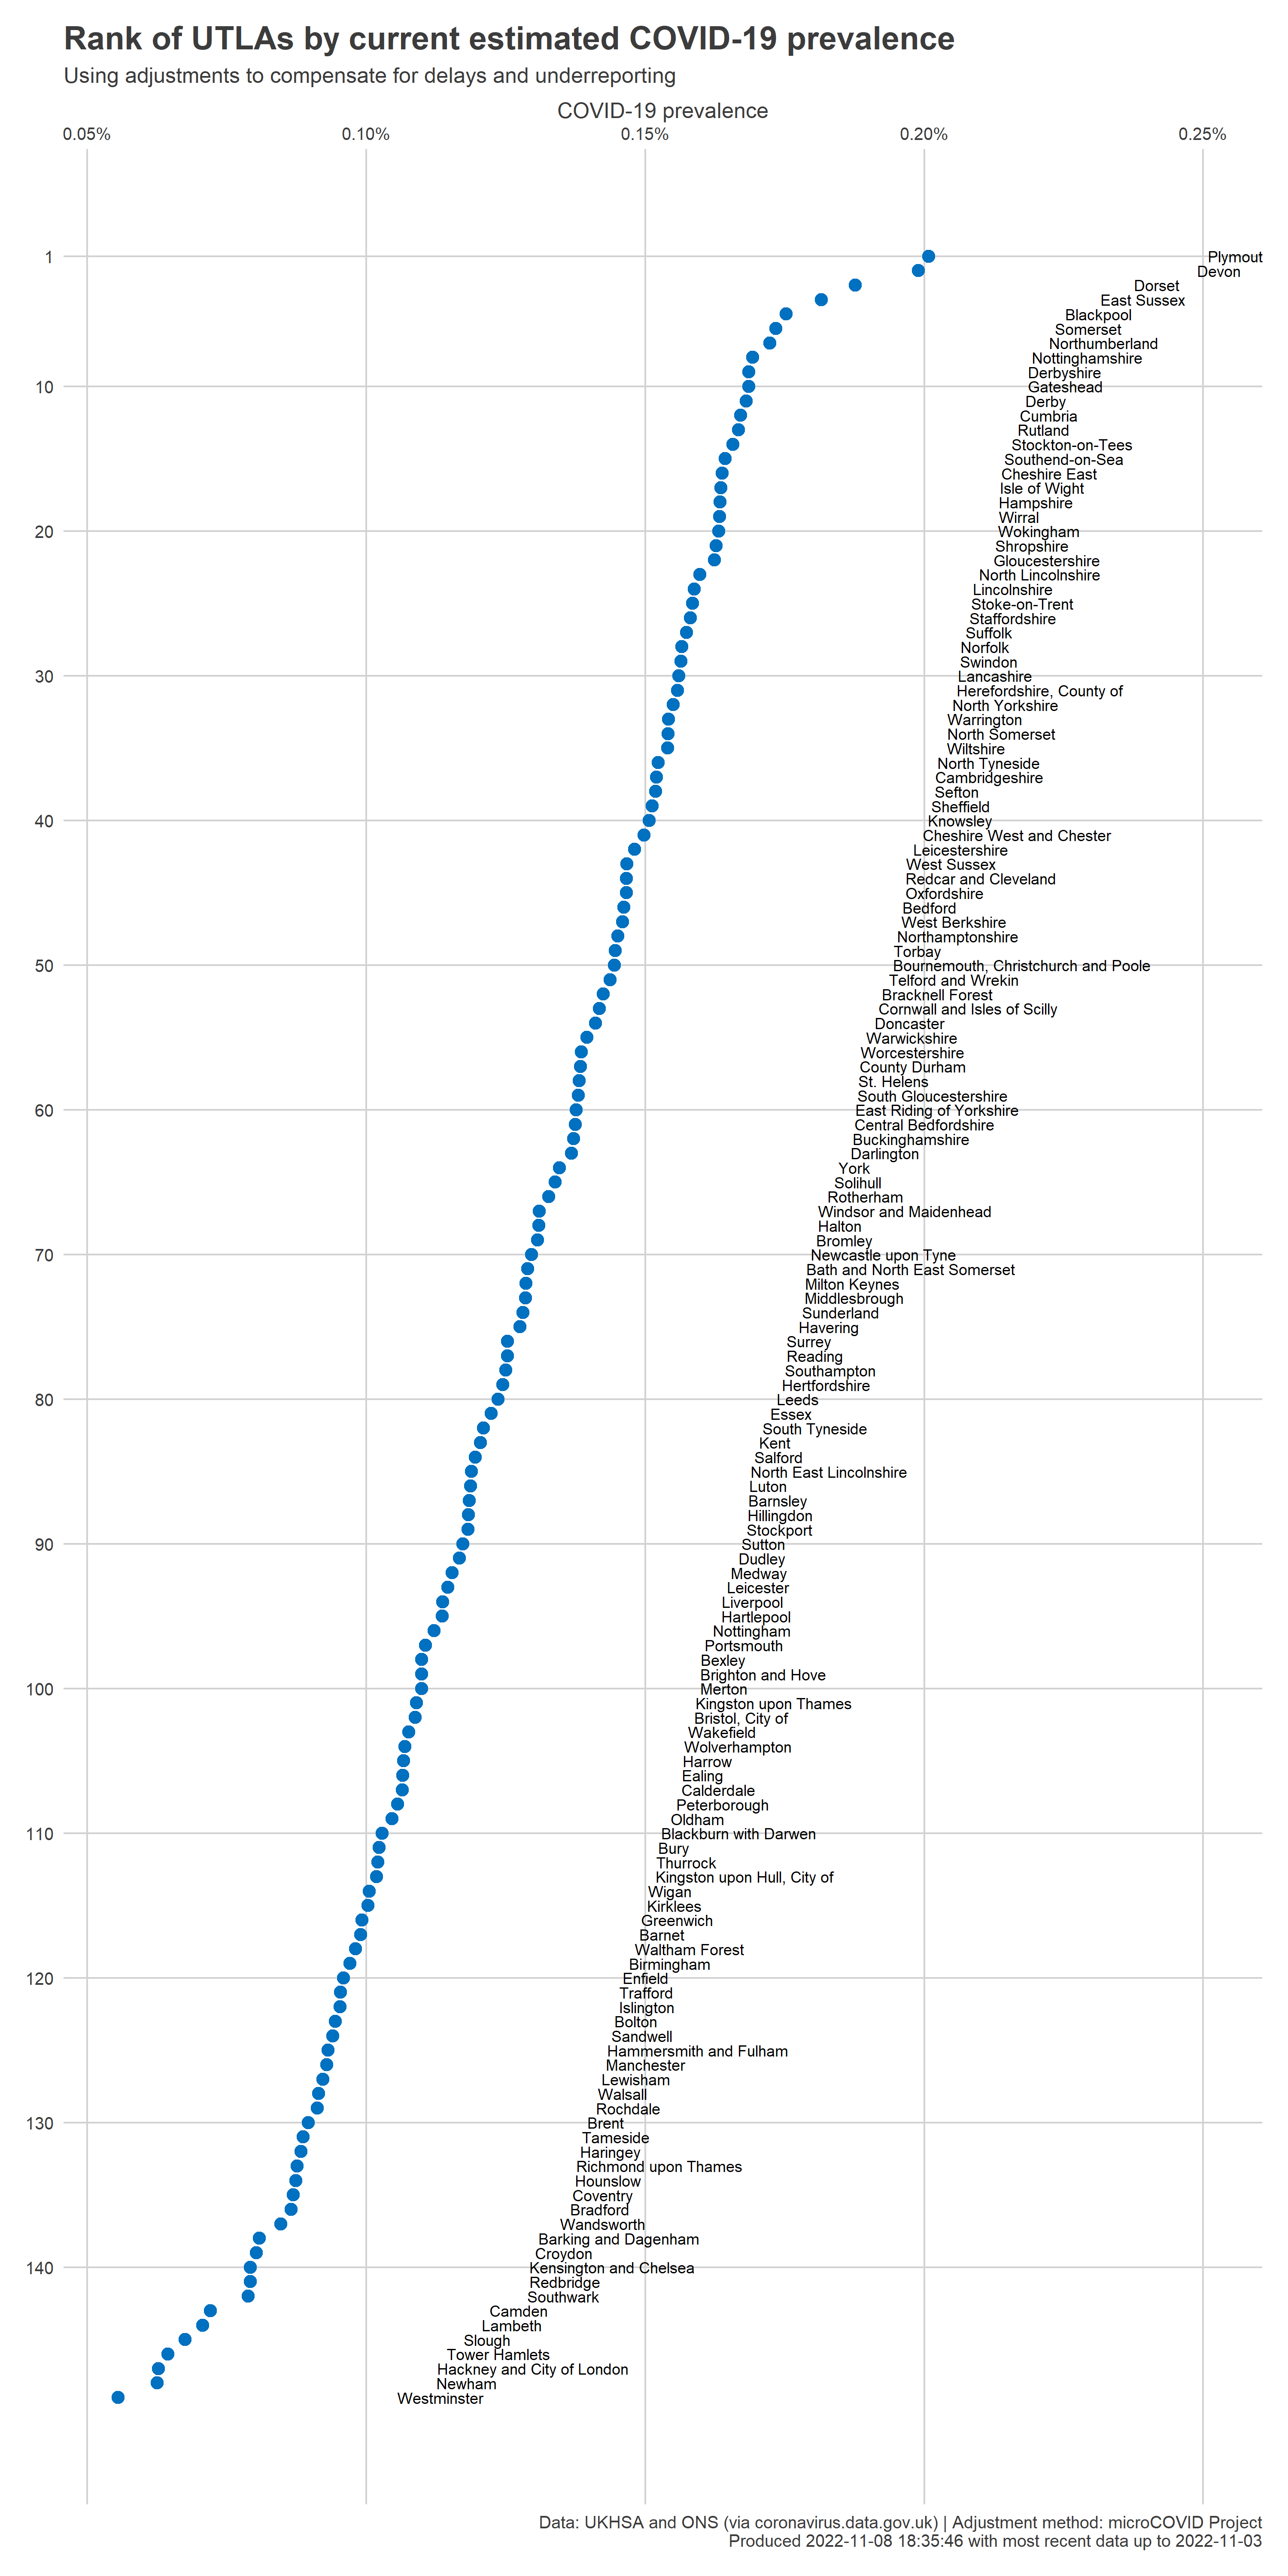 Rank of UTLAs by current estimated COVID-19 prevalence
Using adjustments to compensate for delays and underreporting
COVID-19 prevalence
0.05% 0.10% 0.15% 0.20% 0.25%
1 Plymout
Devon
Dorset
East Sussex
Blackpool
Somerset
Northumberland
Nottinghamshire
Derbyshire
10 Gateshead
Derby
Cumbria
Rutland
Stockton-on-Tees
Southend-on-Sea
Cheshire East
Isle of Wight
Hampshire
Wirral
20 Wokingham
Shropshire
Gloucestershire
North Lincolnshire
Lincolnshire
Stoke-on-Trent
Staffordshire
Suffolk
Norfolk
Swindon
30 Lancashire
Herefordshire, County of
North Yorkshire
Warrington
North Somerset
Wiltshire
North Tyneside
Cambridgeshire
Sefton
Sheffield
40 Knowsley
Cheshire West and Chester
Leicestershire
West Sussex
Redcar and Cleveland
Oxfordshire
Bedford
West Berkshire
Northamptonshire
Torbay
50 Bournemouth, Christchurch and Poole
Telford and Wrekin
Bracknell Forest
Cornwall and Isles of Scilly
Doncaster
Warwickshire
Worcestershire
County Durham
St. Helens
South Gloucestershire
60 East Riding of Yorkshire
Central Bedfordshire
Buckinghamshire
Darlington
York
Solihull
Rotherham
Windsor and Maidenhead
Halton
Bromley
70 Newcastle upon Tyne
Bath and North East Somerset
Milton Keynes
Middlesbrough
Sunderland
Havering
Surrey
Reading
Southampton
Hertfordshire
80 Leeds
Essex
South Tyneside
Kent
Salford
North East Lincolnshire
Luton
Barnsley
Hillingdon
Stockport
90 Sutton
Dudley
Medway
Leicester
Liverpool
Hartlepool
Nottingham
Portsmouth
Bexley
Brighton and Hove
100 Merton
Kingston upon Thames
Bristol, City of
Wakefield
Wolverhampton
Harrow
Ealing
Calderdale
Peterborough
Oldham
110 Blackburn with Darwen
Bury
Thurrock
Kingston upon Hull, City of
Wigan
Kirklees
Greenwich
Barnet
Waltham Forest
Birmingham
120 Enfield
Trafford
Islington
Bolton
Sandwell
Hammersmith and Fulham
Manchester
Lewisham
Walsall
Rochdale
130 Brent
Tameside
Haringey
Richmond upon Thames
Hounslow
Coventry
Bradford
Wandsworth
Barking and Dagenham
Croydon
140 Kensington and Chelsea
Redbridge
Southwark
Camden
Lambeth
Slough
Tower Hamlets
Hackney and City of London
Newham
Westminster
Data: UKHSA and ONS (via coronavirus.data.gov.uk) | Adjustment method: microCOVID Project
Produced 2022-11-08 18:35:46 with most recent data up to 2022-11-03